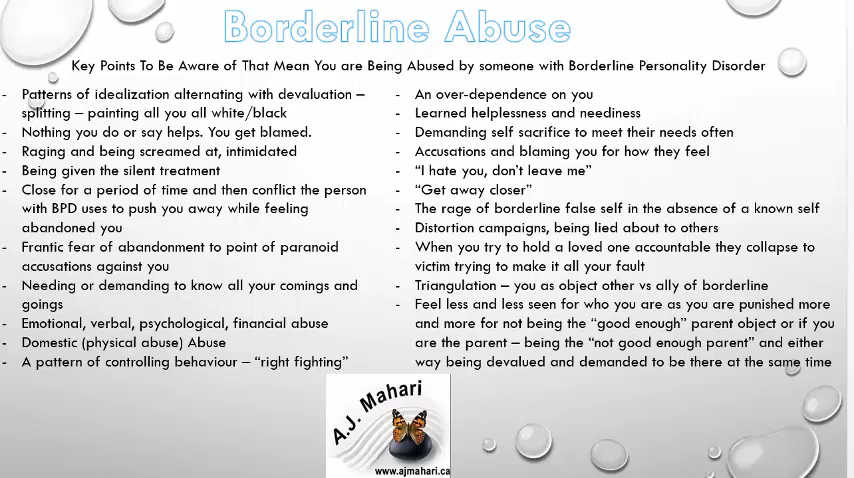 Borderline Abuse
Key Points To Be Aware of That Mean You are Being Abused by someone with Borderline Personality Disorder
- Patterns of idealization alternating with devaluation –
splitting – painting all you all white/black
- Nothing you do or say helps. You get blamed.
- Raging and being screamed at, intimidated
- Being given the silent treatment
- Close for a period of time and then conflict the person
with BPD uses to push you away while feeling
abandoned you
- Frantic fear of abandonment to point of paranoid
accusations against you
- Needing or demanding to know all your comings and
goings
- Emotional, verbal, psychological, financial abuse
- Domestic (physical abuse) Abuse
- A pattern of controlling behaviour – “right fighting”
- An over-dependence on you
- Learned helplessness and neediness
- Demanding self sacrifice to meet their needs often
- Accusations and blaming you for how they feel
- “I hate you, don’t leave me”
- “Get away closer”
- The rage of borderline false self in the absence of a known self
- Distortion campaigns, being lied about to others
- When you try to hold a loved one accountable they collapse to
victim trying to make it all your fault
- Triangulation – you as object other vs ally of borderline
- Feel less and less seen for who you are as you are punished more
and more for not being the “good enough” parent object or if you
are the parent – being the “not good enough parent” and either
way being devalued and demanded to be there at the same time
A.J. Mahari
www.ajmahari.ca